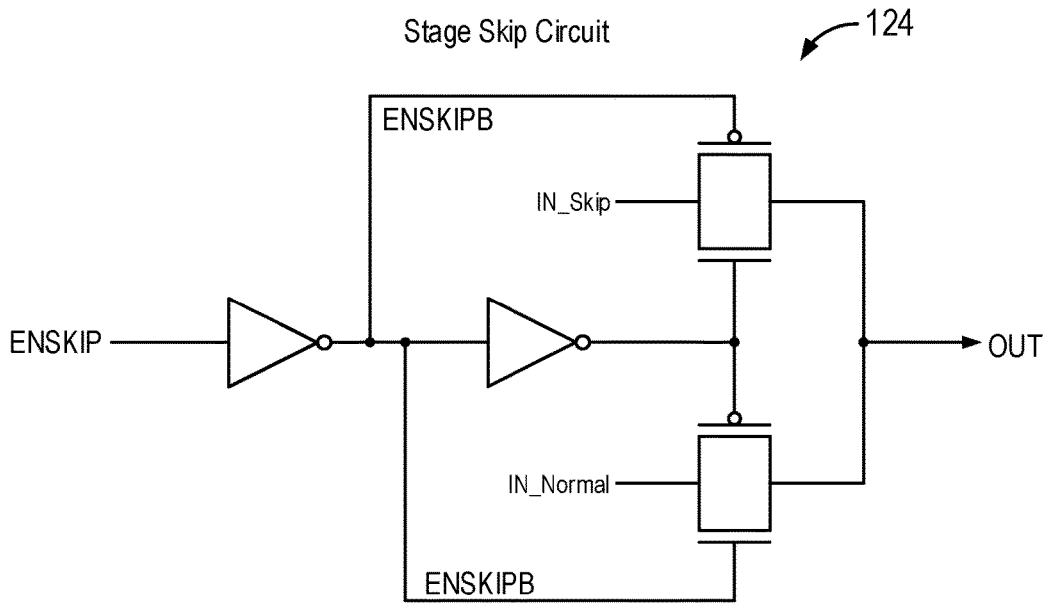 Stage Skip Circuit
124
ENSKIPB
IN_Skip
ENSKIP
OUT
IN_Normal
ENSKIPB